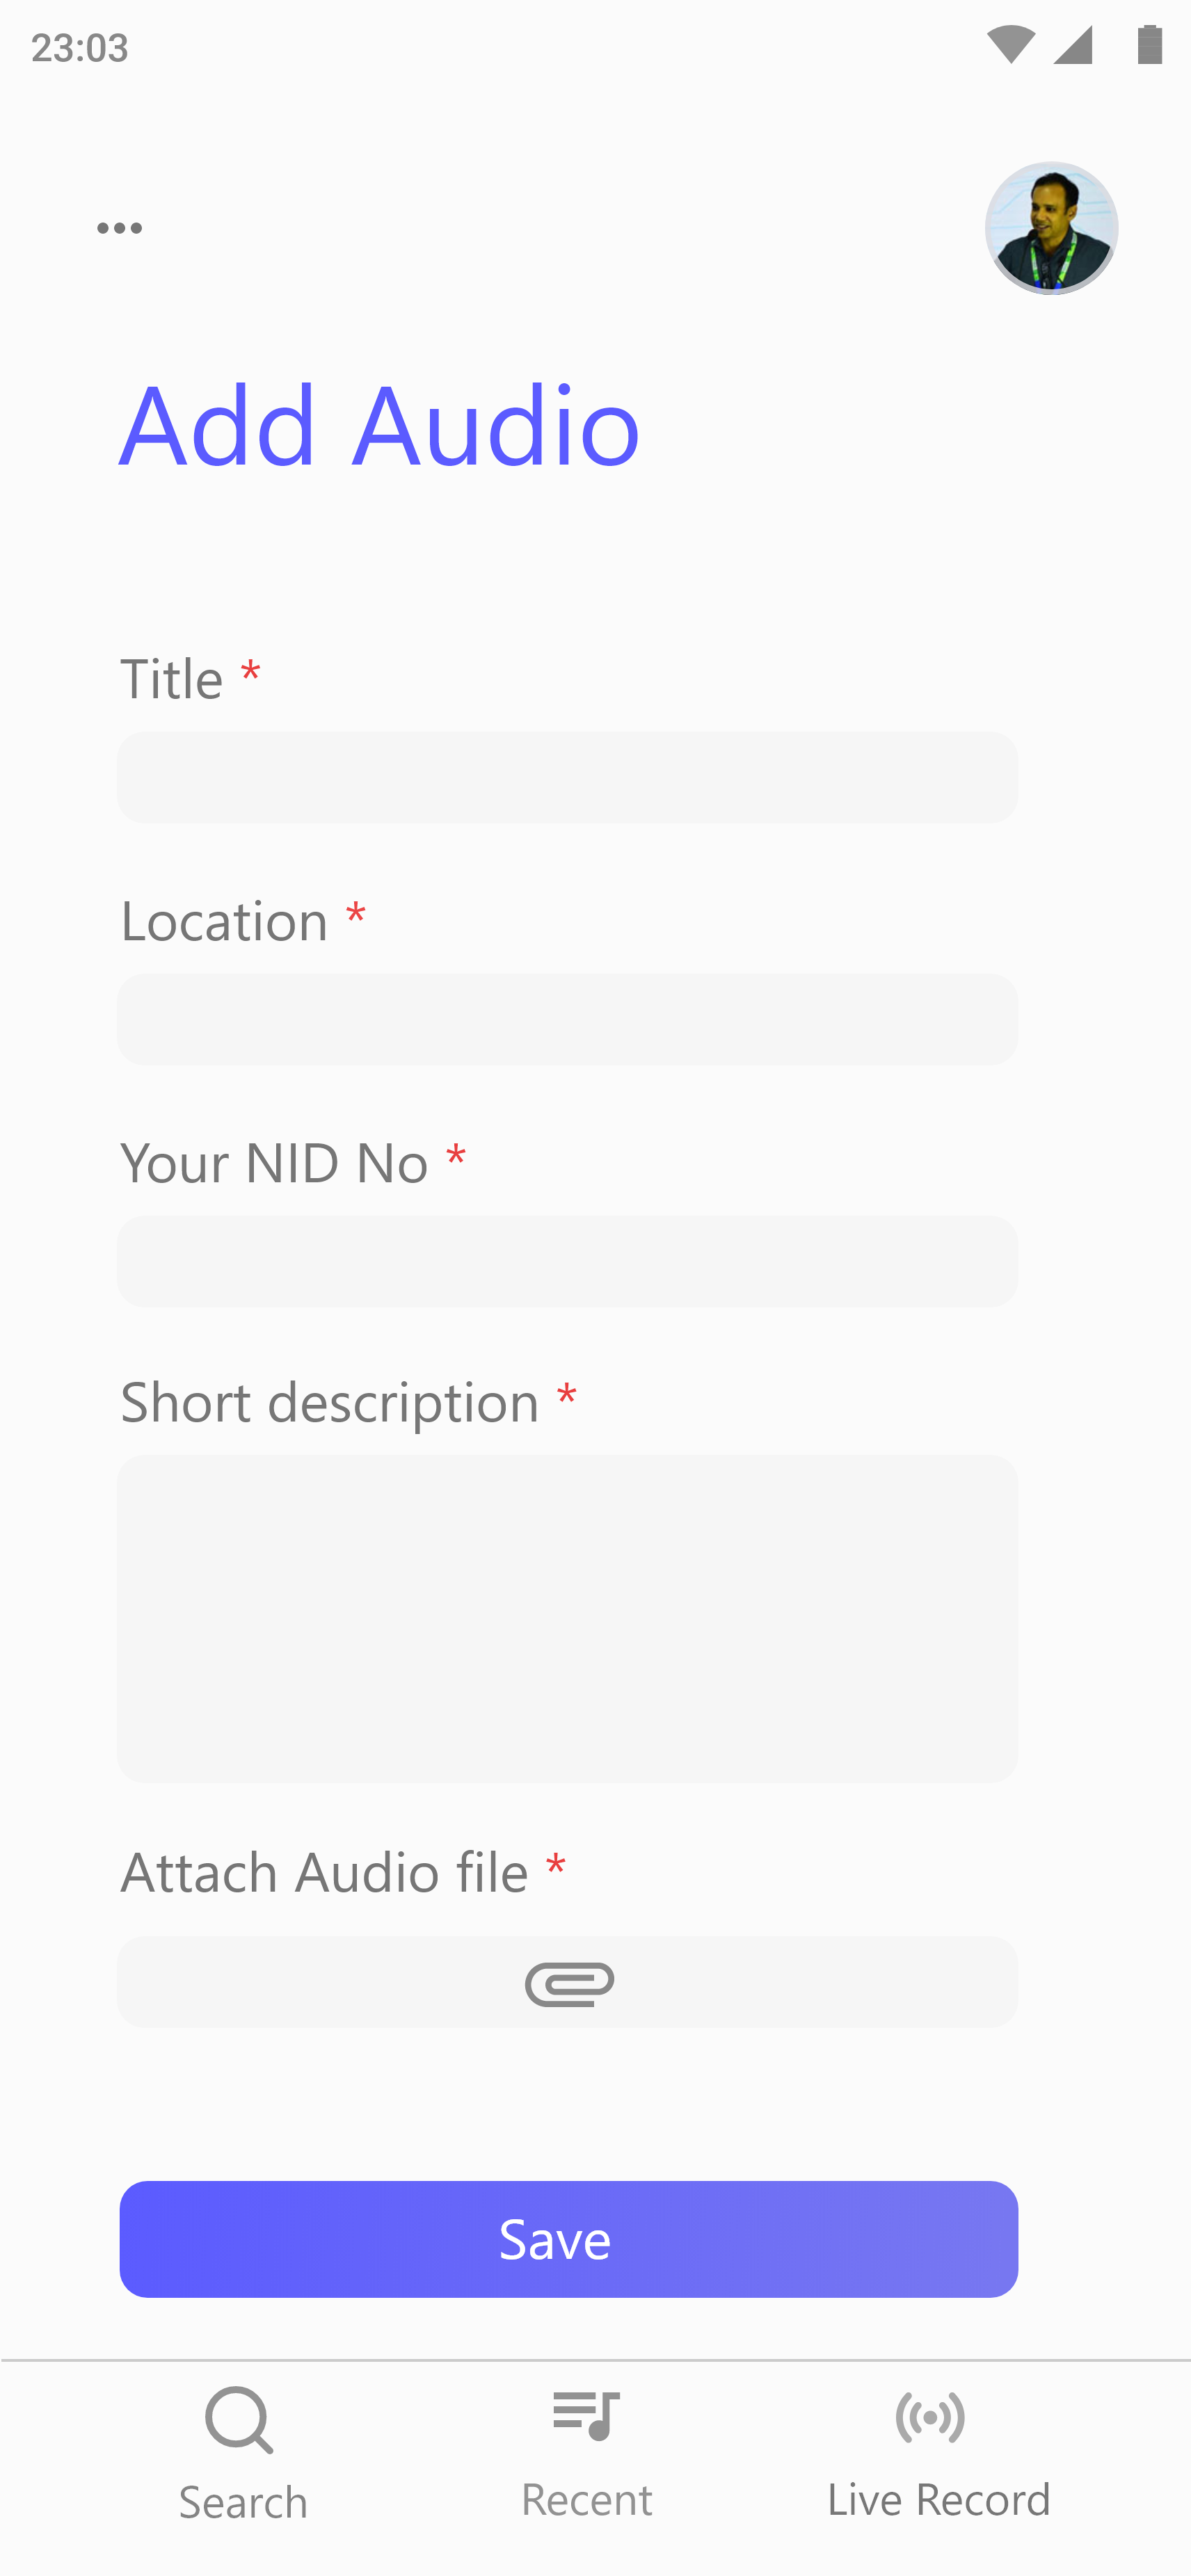 23:03
Add Audio
Title *
Location *
Your NID No *
Short description *
Attach Audio file *
Save
Search
Recent
Live Record